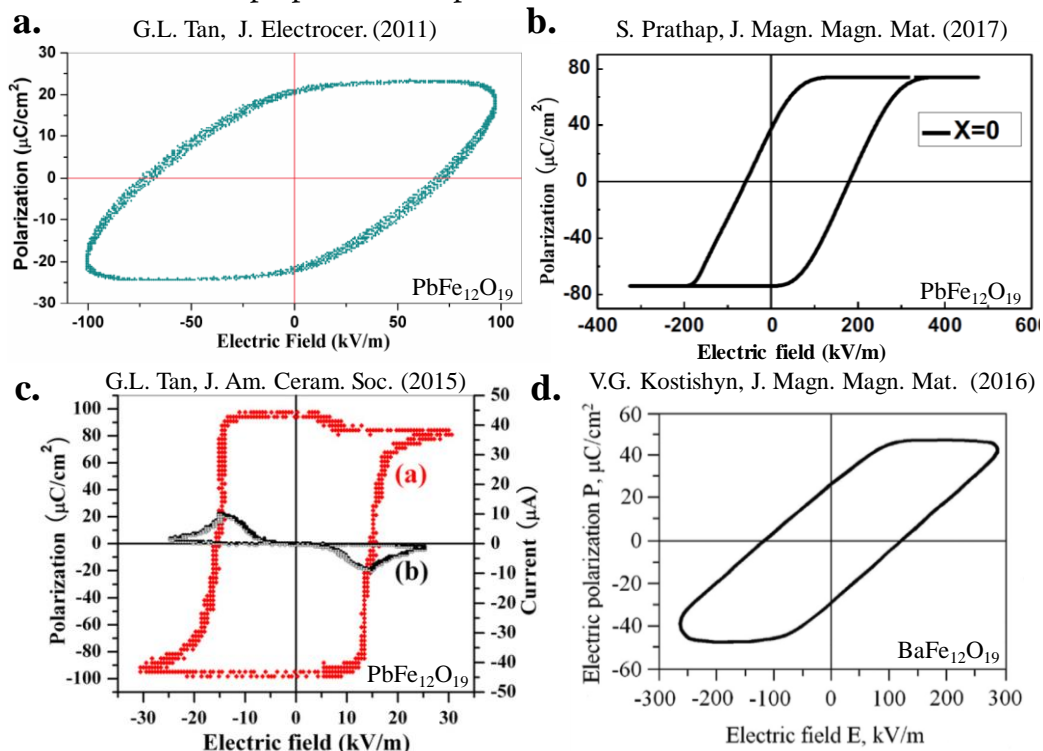 a.
G.L. Tan, J. Electrocer. (2011)
30
20
10
0
-10
-20
-30
Polarization (μC/cm²)
PbFe₁₂O₁₉
-100
-50
0
50
100
Electric Field (kV/m)
b.
S. Prathap, J. Magn. Magn. Mat. (2017)
80
40
0
-40
-80
Polarization (μC/cm²)
X=0
PbFe₁₂O₁₉
-400
-200
0
200
400
600
Electric field (kV/m)
c.
G.L. Tan, J. Am. Ceram. Soc. (2015)
100
80
60
40
20
0
-20
-40
-60
-80
-100
Polarization (μC/cm²)
(a)
(b)
50
40
30
20
10
0
-10
-20
-30
-40
-50
Current (μA)
PbFe₁₂O₁₉
-30
-20
-10
0
10
20
30
Electric field (kV/m)
d.
V.G. Kostishyn, J. Magn. Magn. Mat. (2016)
60
40
20
0
-20
-40
-60
Electric polarization P, μC/cm²
BaFe₁₂O₁₉
-300
-200
-100
0
100
200
300
Electric field E, kV/m